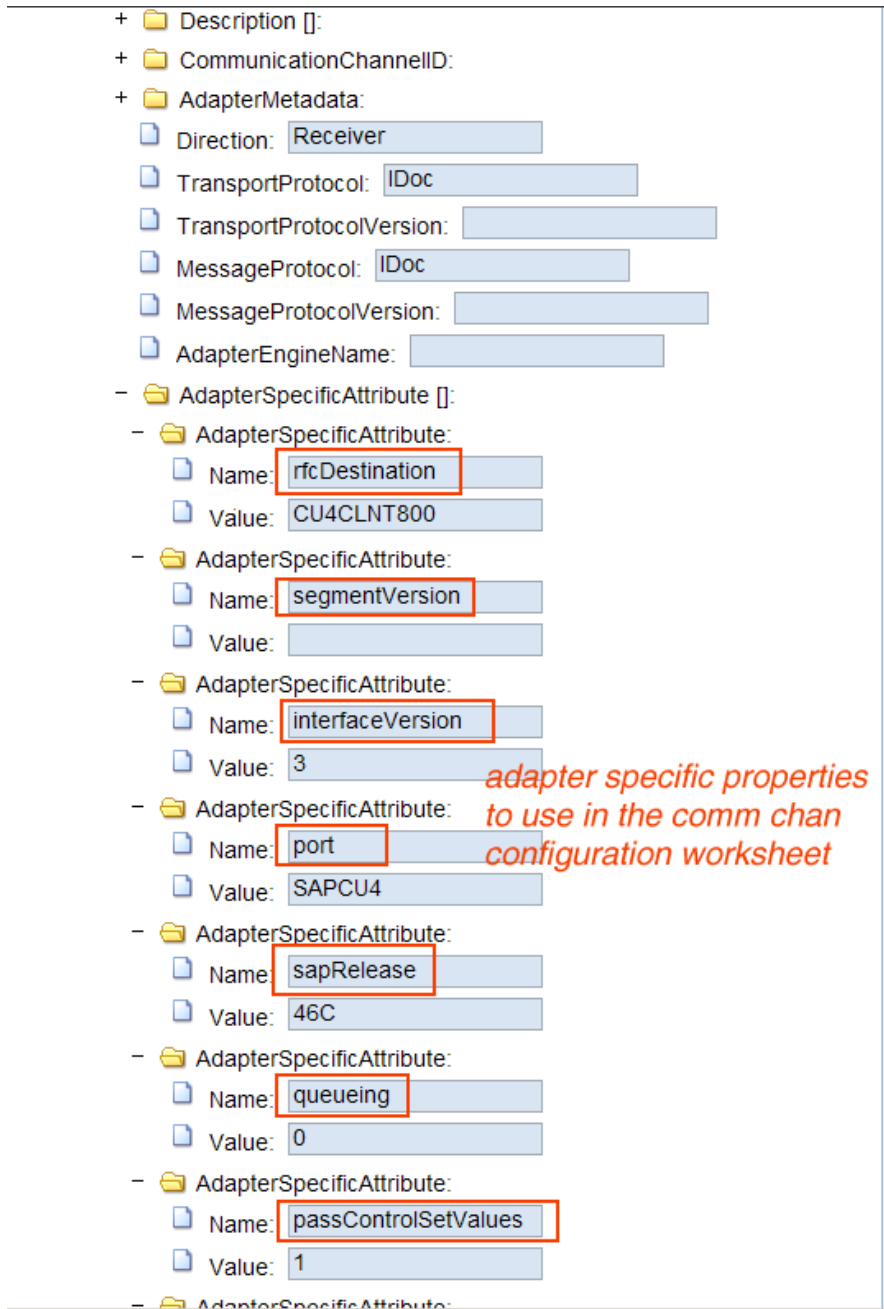 + Description []:
+ CommunicationChannelID:
+ AdapterMetadata:
Direction: Receiver
TransportProtocol: IDoc
TransportProtocolVersion:
MessageProtocol: IDoc
MessageProtocolVersion:
AdapterEngineName:
− AdapterSpecificAttribute []:
− AdapterSpecificAttribute:
Name: rfcDestination
Value: CU4CLNT800
− AdapterSpecificAttribute:
Name: segmentVersion
Value:
− AdapterSpecificAttribute:
Name: interfaceVersion
Value: 3
adapter specific properties
to use in the comm chan
configuration worksheet
− AdapterSpecificAttribute:
Name: port
Value: SAPCU4
− AdapterSpecificAttribute:
Name: sapRelease
Value: 46C
− AdapterSpecificAttribute:
Name: queueing
Value: 0
− AdapterSpecificAttribute:
Name: passControlSetValues
Value: 1
− AdapterSpecificAttribute: